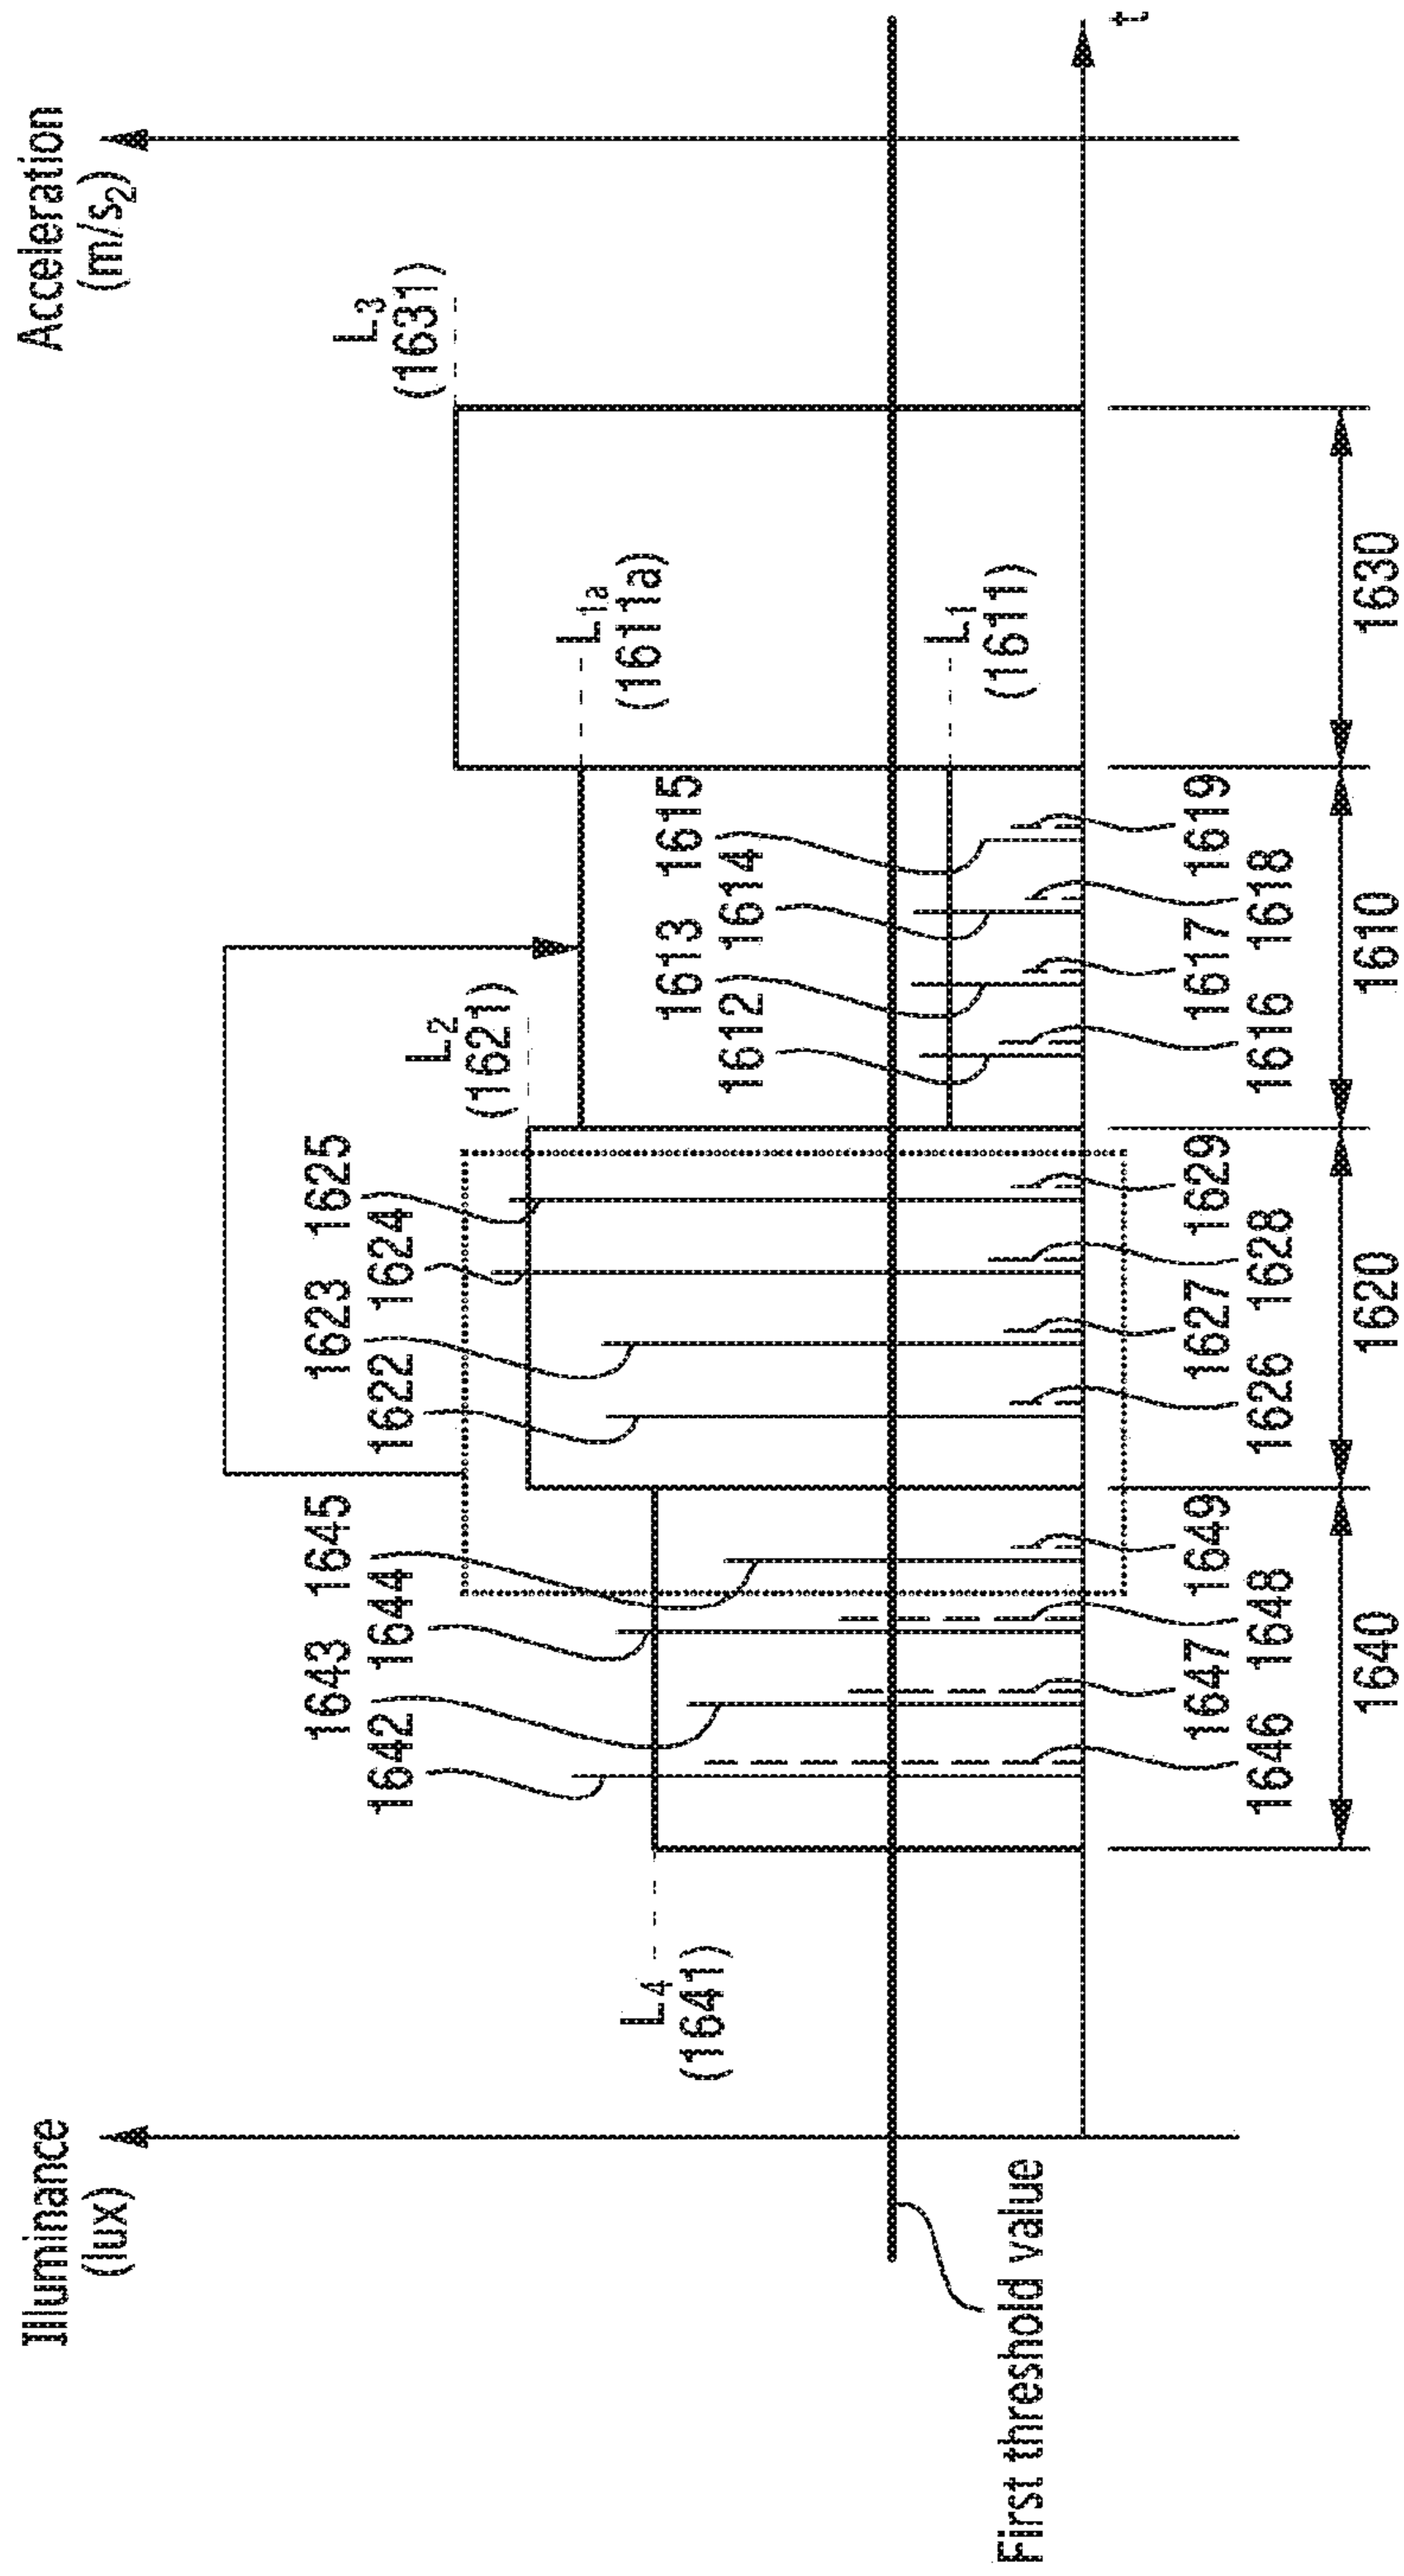 Illuminance
(lux)
Acceleration
(m/s2)
1643 1645
1642 1644
1623 1625
1622 1624
L2
(1621)
L3
(1631)
L4
(1641)
L1a
(1611a)
1613 1615
1612 1614
L1
(1611)
First threshold value
t
1647 1649
1646 1648
1627 1629
1626 1628
1617 1619
1616 1618
1640
1620
1610
1630